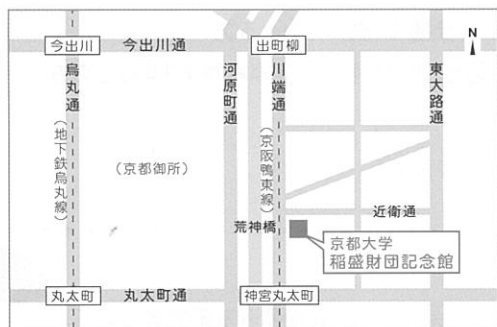 今出川
今出川通
出町柳
N
烏丸通
(地下鉄烏丸線)
(京都御所)
河原町通
川端通
(京阪鴨東線)
東大路通
近衛通
荒神橋
京都大学
稲盛財団記念館
丸太町
丸太町通
神宮丸太町